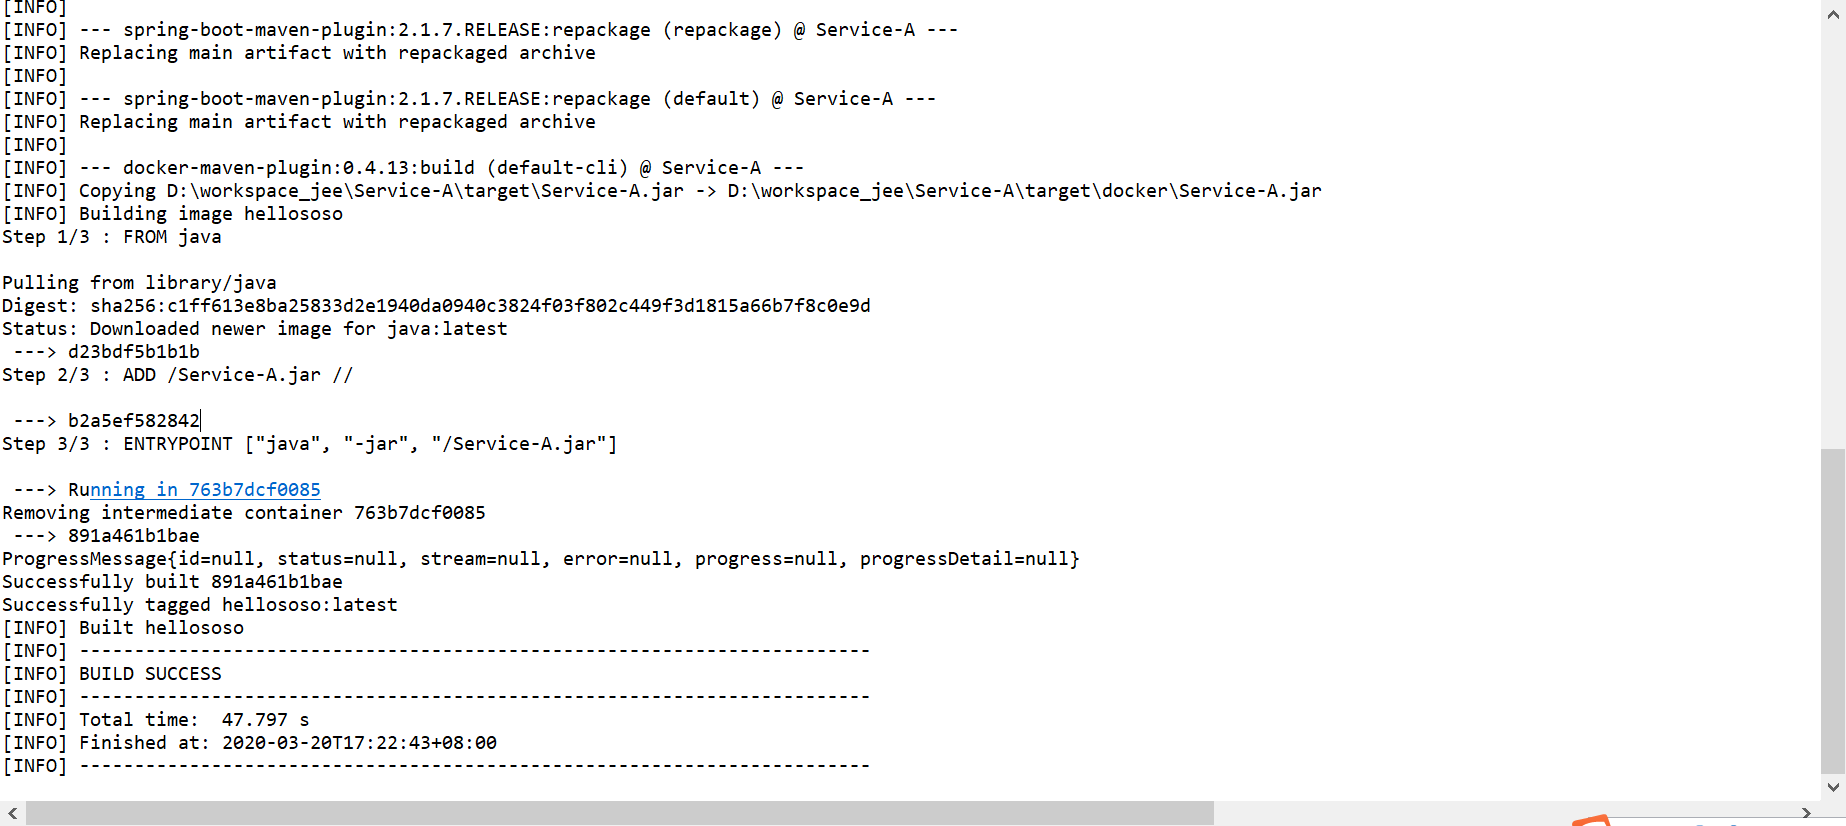 [INFO]
[INFO] --- spring-boot-maven-plugin:2.1.7.RELEASE:repackage (repackage) @ Service-A ---
[INFO] Replacing main artifact with repackaged archive
[INFO]
[INFO] --- spring-boot-maven-plugin:2.1.7.RELEASE:repackage (default) @ Service-A ---
[INFO] Replacing main artifact with repackaged archive
[INFO]
[INFO] --- docker-maven-plugin:0.4.13:build (default-cli) @ Service-A ---
[INFO] Copying D:\workspace_jee\Service-A\target\Service-A.jar -> D:\workspace_jee\Service-A\target\docker\Service-A.jar
[INFO] Building image hellososo
Step 1/3 : FROM java
Pulling from library/java
Digest: sha256:c1ff613e8ba25833d2e1940da0940c3824f03f802c449f3d1815a66b7f8c0e9d
Status: Downloaded newer image for java:latest
 ---> d23bdf5b1b1b
Step 2/3 : ADD /Service-A.jar //
 ---> b2a5ef582842
Step 3/3 : ENTRYPOINT ["java", "-jar", "/Service-A.jar"]
 ---> Running in 763b7dcf0085
Removing intermediate container 763b7dcf0085
 ---> 891a461b1bae
ProgressMessage{id=null, status=null, stream=null, error=null, progress=null, progressDetail=null}
Successfully built 891a461b1bae
Successfully tagged hellososo:latest
[INFO] Built hellososo
[INFO] ------------------------------------------------------------------------
[INFO] BUILD SUCCESS
[INFO] ------------------------------------------------------------------------
[INFO] Total time:  47.797 s
[INFO] Finished at: 2020-03-20T17:22:43+08:00
[INFO] ------------------------------------------------------------------------